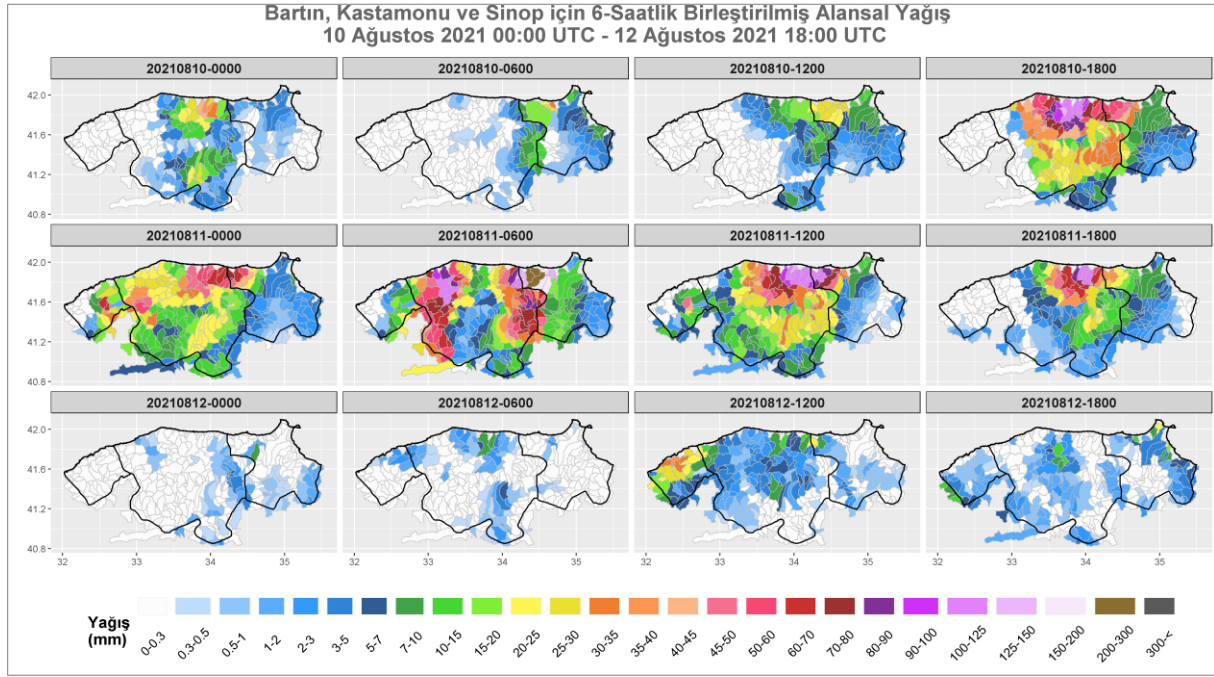 Bartın, Kastamonu ve Sinop için 6-Saatlik Birleştirilmiş Alansal Yağış
10 Ağustos 2021 00:00 UTC - 12 Ağustos 2021 18:00 UTC
20210810-0000 20210810-0600 20210810-1200 20210810-1800
42.0
41.6
41.2
40.8
20210811-0000 20210811-0600 20210811-1200 20210811-1800
42.0
41.6
41.2
40.8
20210812-0000 20210812-0600 20210812-1200 20210812-1800
42.0
41.6
41.2
40.8
32 33 34 35 32 33 34 35 32 33 34 35 32 33 34 35
Yağış
(mm)
0-0.3 0.3-0.5 0.5-1 1-2 2-3 3-5 5-7 7-10 10-15 15-20 20-25 25-30 30-35 35-40 40-45 45-50 50-60 60-70 70-80 80-90 90-100 100-125 125-150 150-200 200-300 300-<